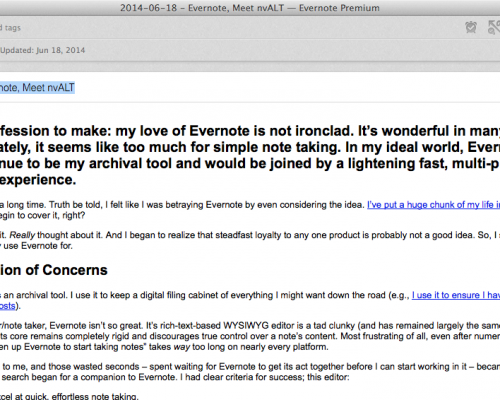 2014-06-18 – Evernote, Meet nvALT — Evernote Premium
d tags
Updated: Jun 18, 2014
note, Meet nvALT
fession to make: my love of Evernote is not ironclad. It’s wonderful in many
ately, it seems like too much for simple note taking. In my ideal world, Ever
nue to be my archival tool and would be joined by a lightening fast, multi-p
experience.
a long time. Truth be told, I felt like I was betraying Evernote by even considering the idea. I’ve put a huge chunk of my life i
egin to cover it, right?
it. Really thought about it. And I began to realize that steadfast loyalty to any one product is probably not a good idea. So, I s
y use Evernote for.
ion of Concerns
s an archival tool. I use it to keep a digital filing cabinet of everything I might want down the road (e.g., I use it to ensure I hav
osts).
r/note taker, Evernote isn’t so great. It’s rich-text-based WYSIWYG editor is a tad clunky (and has remained largely the same
ts core remains completely rigid and discourages true control over a note’s content. Most frustrating of all, even after numer
en up Evernote to start taking notes” takes way too long on nearly every platform.
to me, and those wasted seconds – spent waiting for Evernote to get its act together before I can start working in it – beca
search began for a companion to Evernote. I had clear criteria for success; this editor:
xcel at quick, effortless note taking.